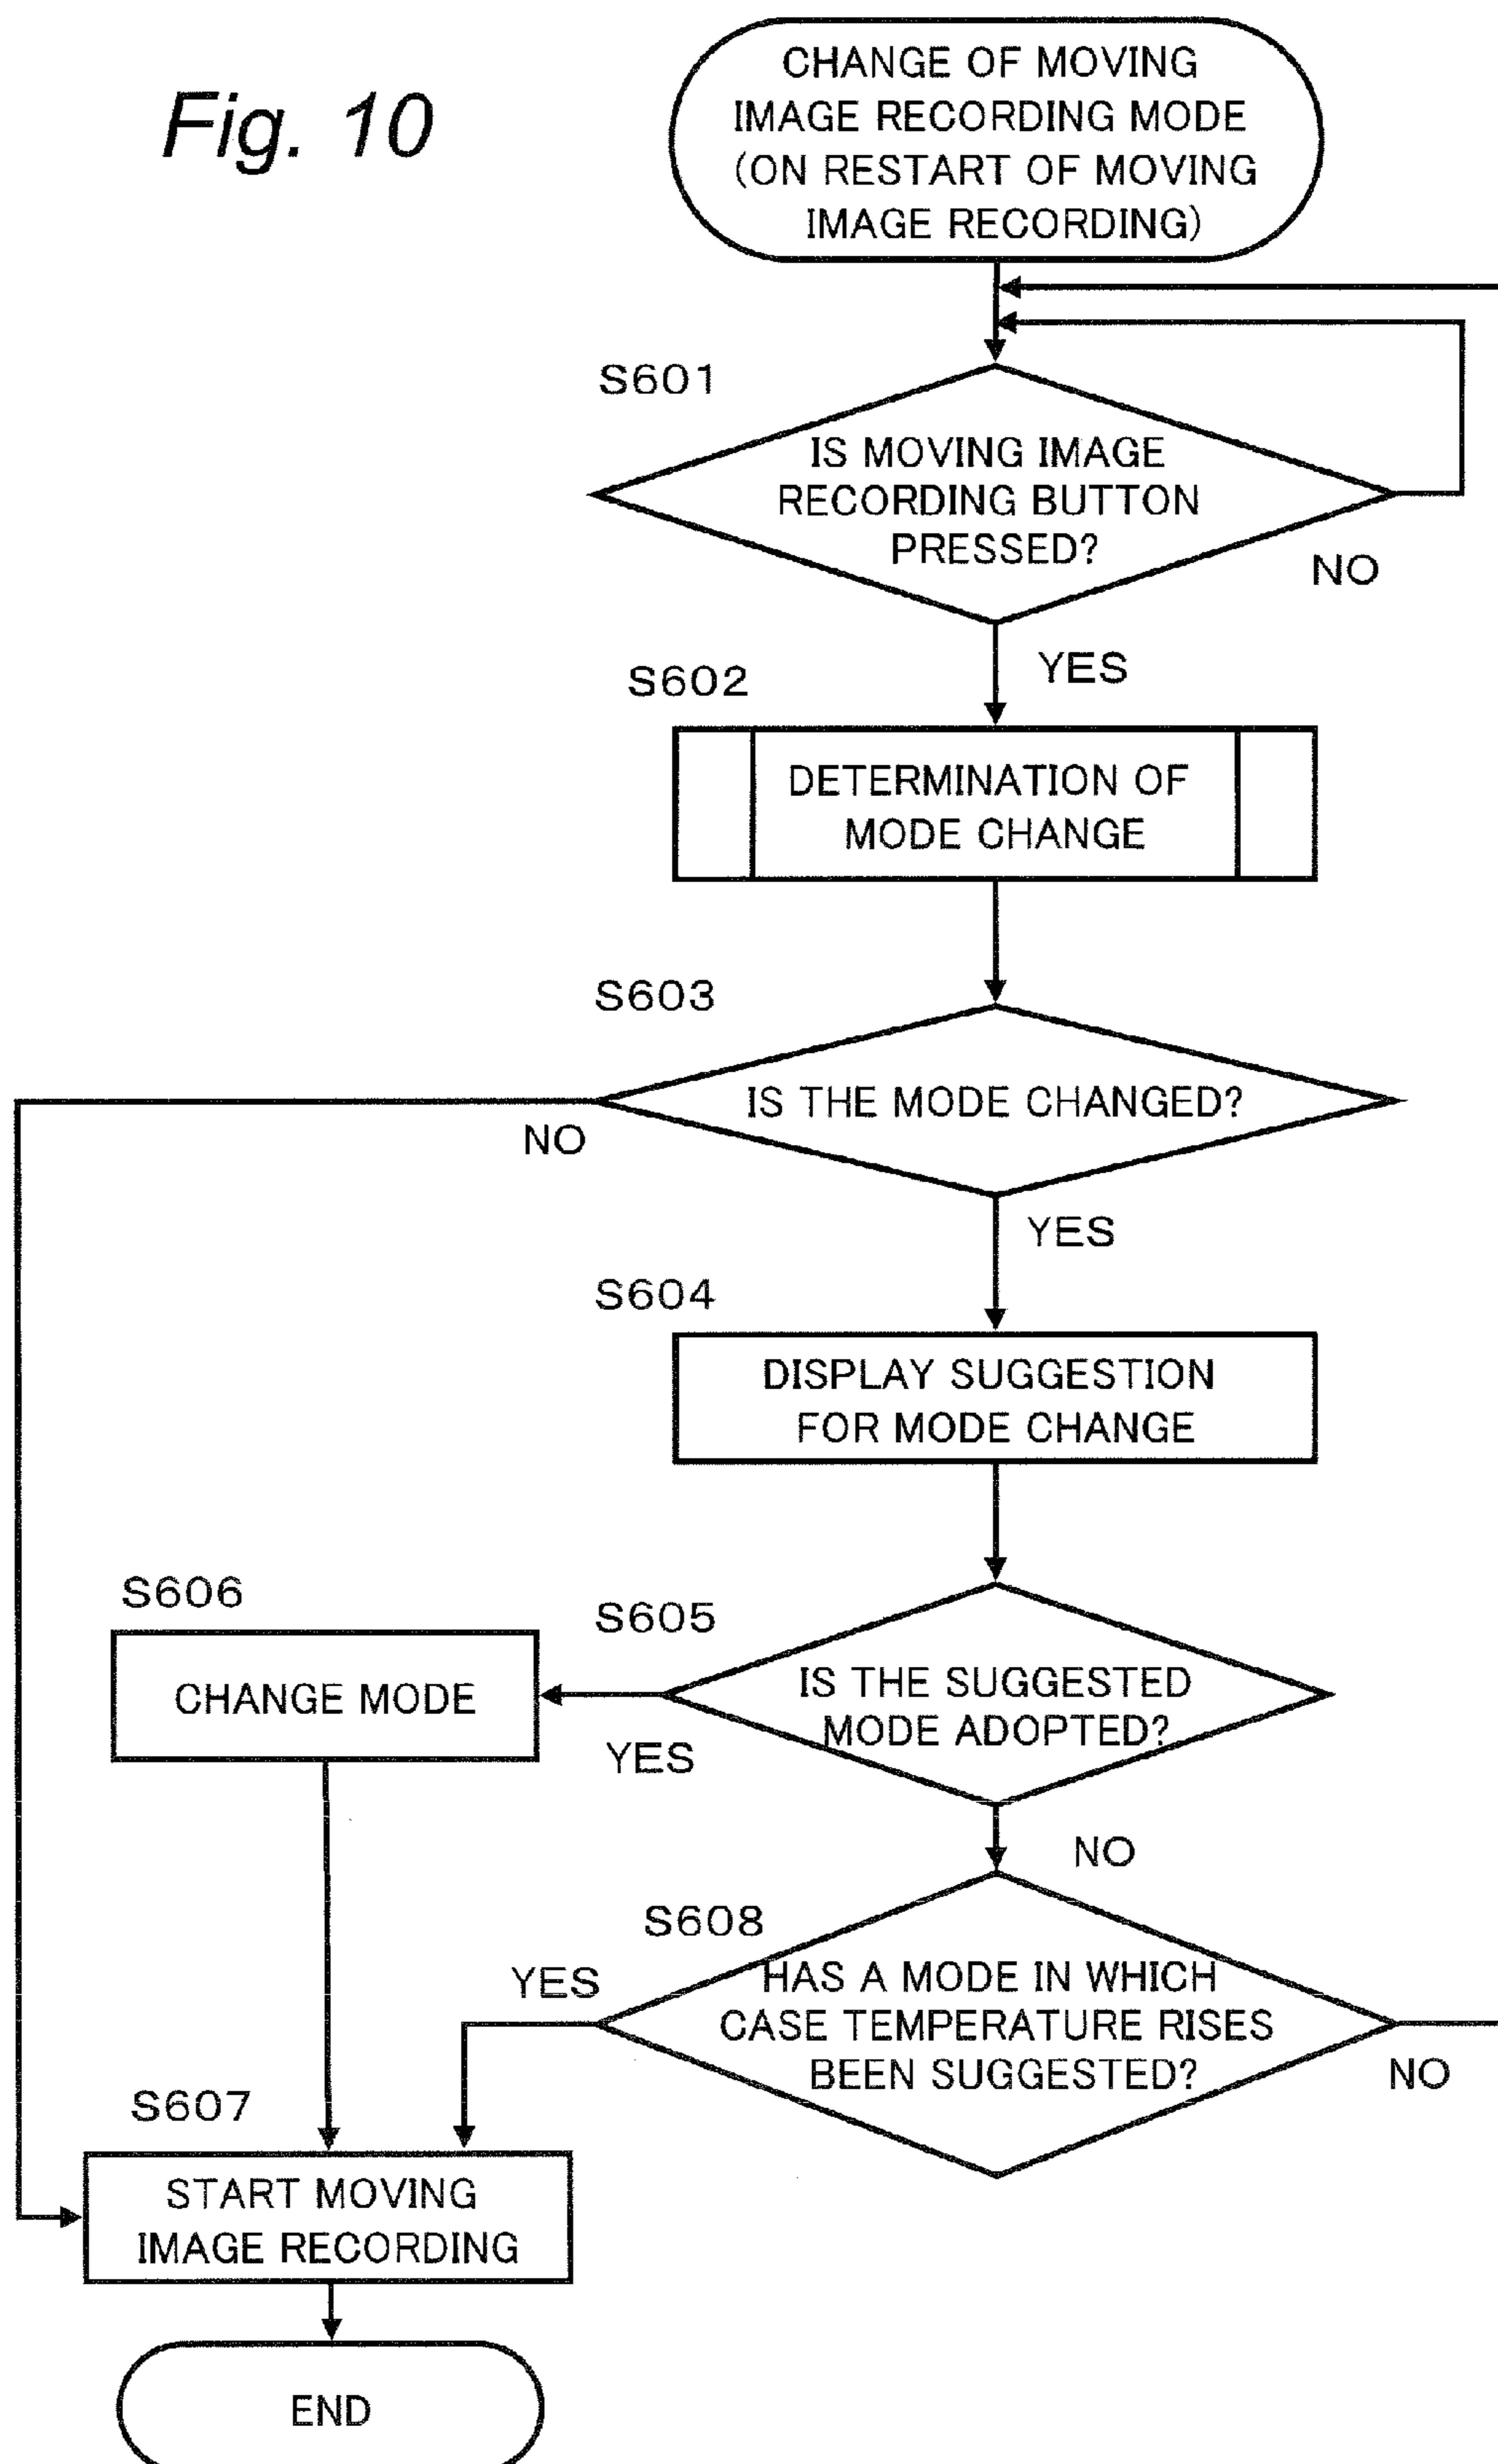 Fig. 10
CHANGE OF MOVING
IMAGE RECORDING MODE
(ON RESTART OF MOVING
IMAGE RECORDING)
S601
IS MOVING IMAGE
RECORDING BUTTON
PRESSED?
NO
YES
S602
DETERMINATION OF
MODE CHANGE
S603
IS THE MODE CHANGED?
NO
YES
S604
DISPLAY SUGGESTION
FOR MODE CHANGE
S606
CHANGE MODE
S605
IS THE SUGGESTED
MODE ADOPTED?
YES
NO
S608
YES
HAS A MODE IN WHICH
CASE TEMPERATURE RISES
BEEN SUGGESTED?
NO
S607
START MOVING
IMAGE RECORDING
END